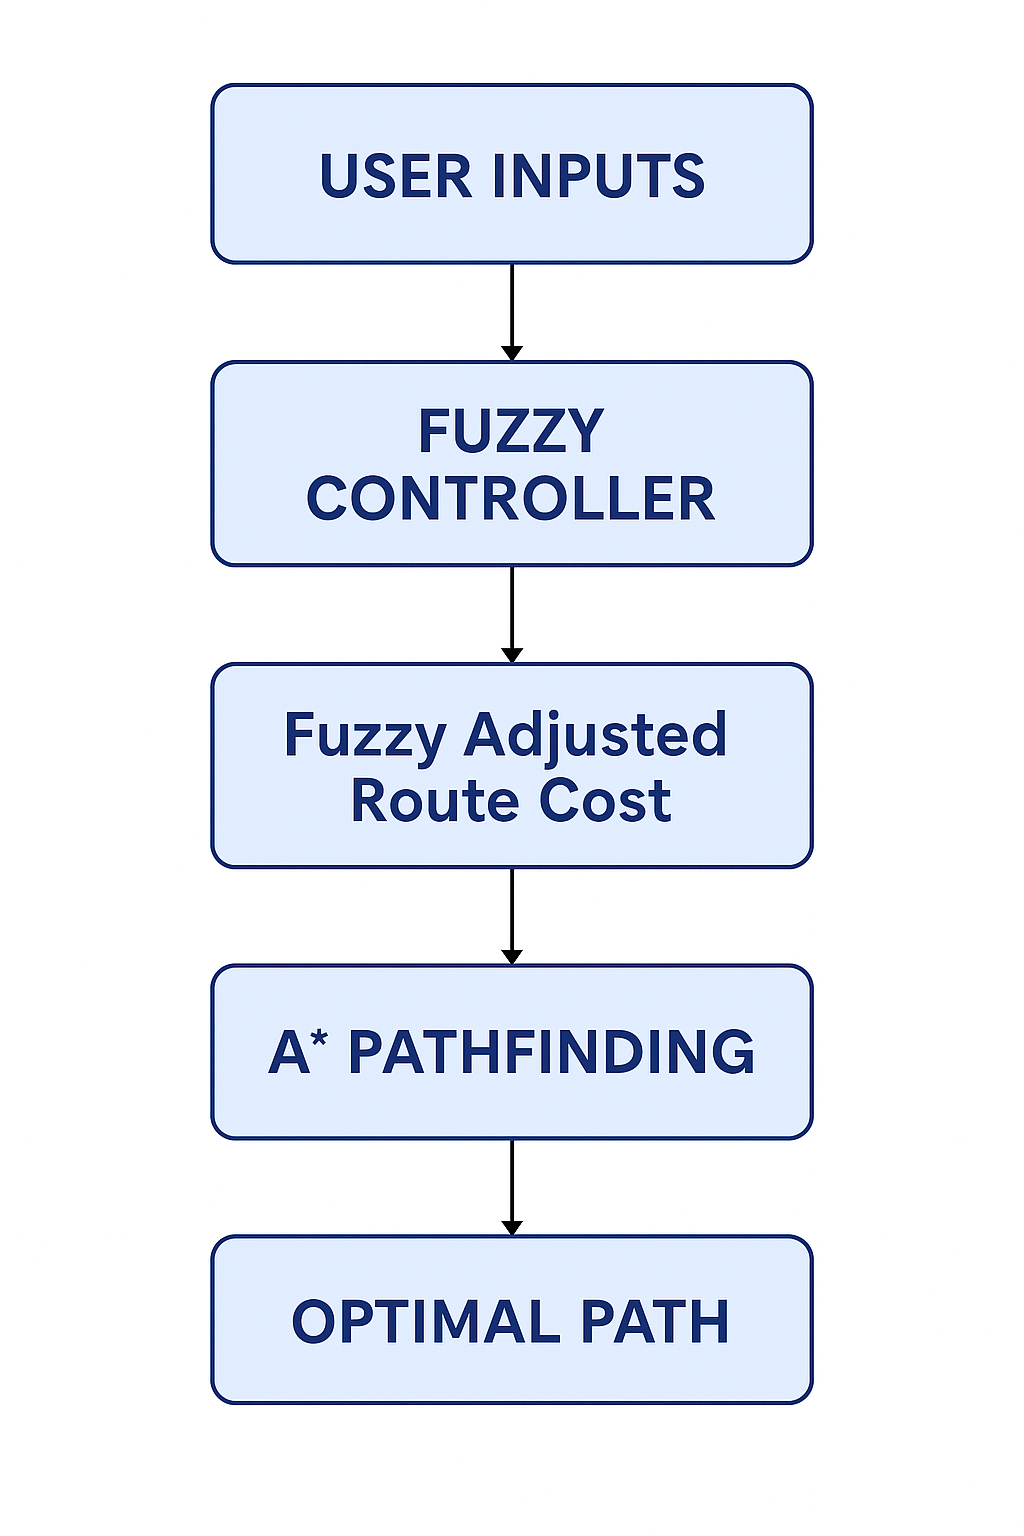 USER INPUTS
FUZZY
CONTROLLER
Fuzzy Adjusted
Route Cost
A* PATHFINDING
OPTIMAL PATH